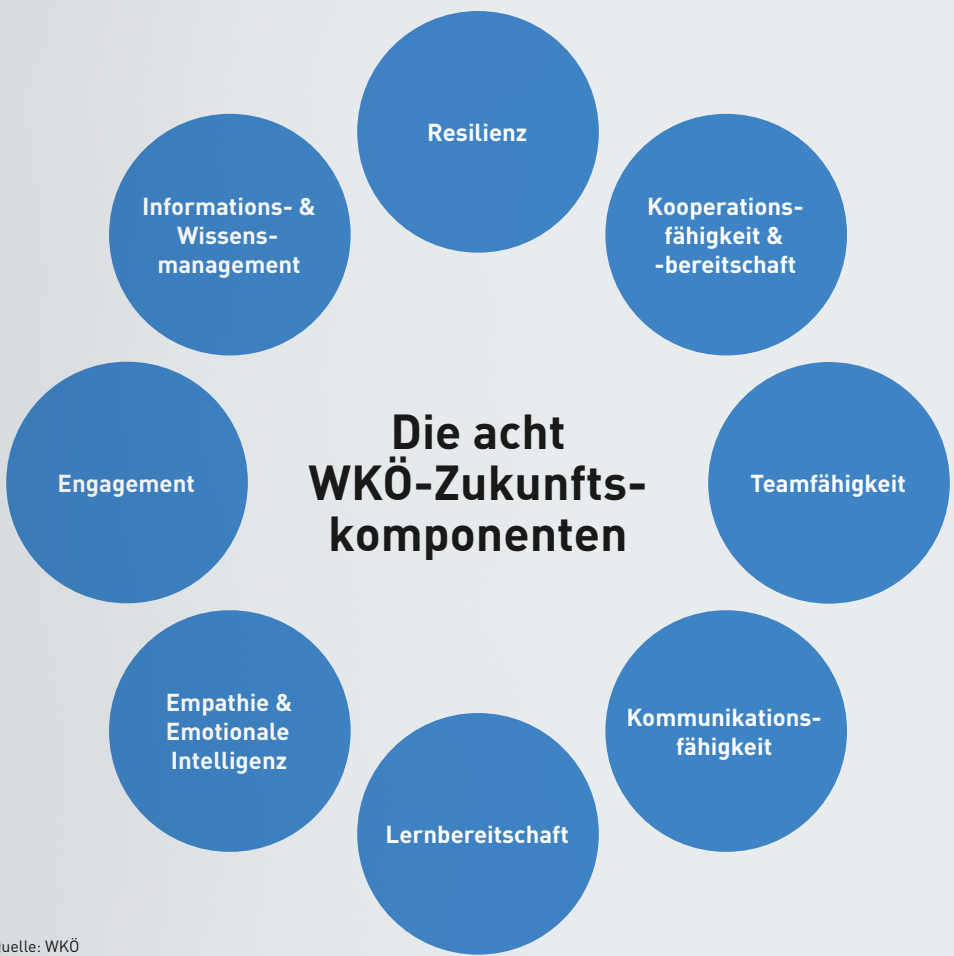 Resilienz
Kooperations-
fähigkeit &
-bereitschaft
Teamfähigkeit
Kommunikations-
fähigkeit
Lernbereitschaft
Empathie &
Emotionale
Intelligenz
Engagement
Informations- &
Wissens-
management
Die acht
WKÖ-Zukunfts-
komponenten
Quelle: WKÖ